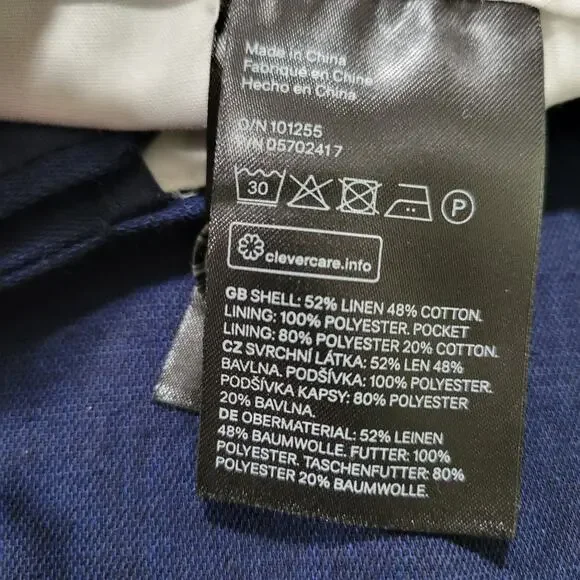 Made in China
Fabriqué en Chine
Hecho en China
O/N 101255
P/N 05702417
30
P
clevercare.info
GB SHELL: 52% LINEN 48% COTTON.
LINING: 100% POLYESTER. POCKET
LINING: 80% POLYESTER 20% COTTON.
CZ SVRCHNÍ LÁTKA: 52% LEN 48%
BAVLNA. PODŠÍVKA: 100% POLYESTER.
PODŠÍVKA KAPSY: 80% POLYESTER
20% BAVLNA.
DE OBERMATERIAL: 52% LEINEN
48% BAUMWOLLE. FUTTER: 100%
POLYESTER. TASCHENFUTTER: 80%
POLYESTER 20% BAUMWOLLE.